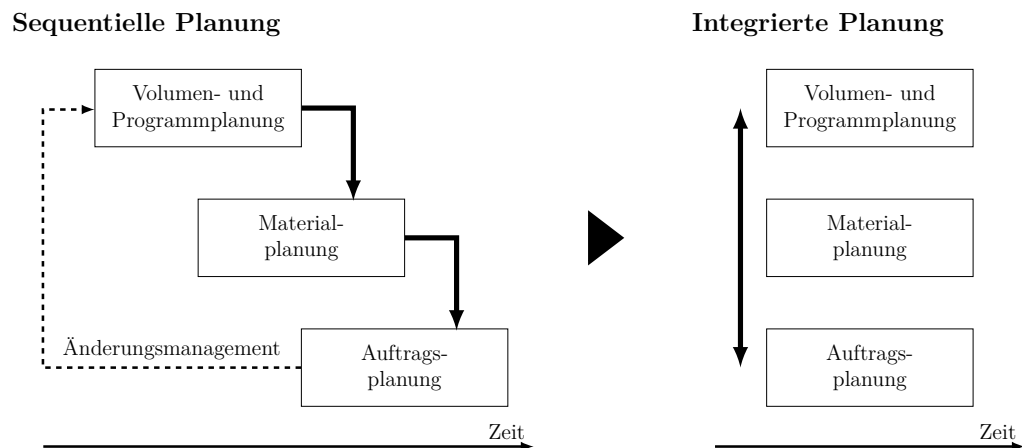 Sequentielle Planung
Volumen- und
Programmplanung
Material-
planung
Änderungsmanagement
Auftrags-
planung
Zeit
Integrierte Planung
Volumen- und
Programmplanung
Material-
planung
Auftrags-
planung
Zeit